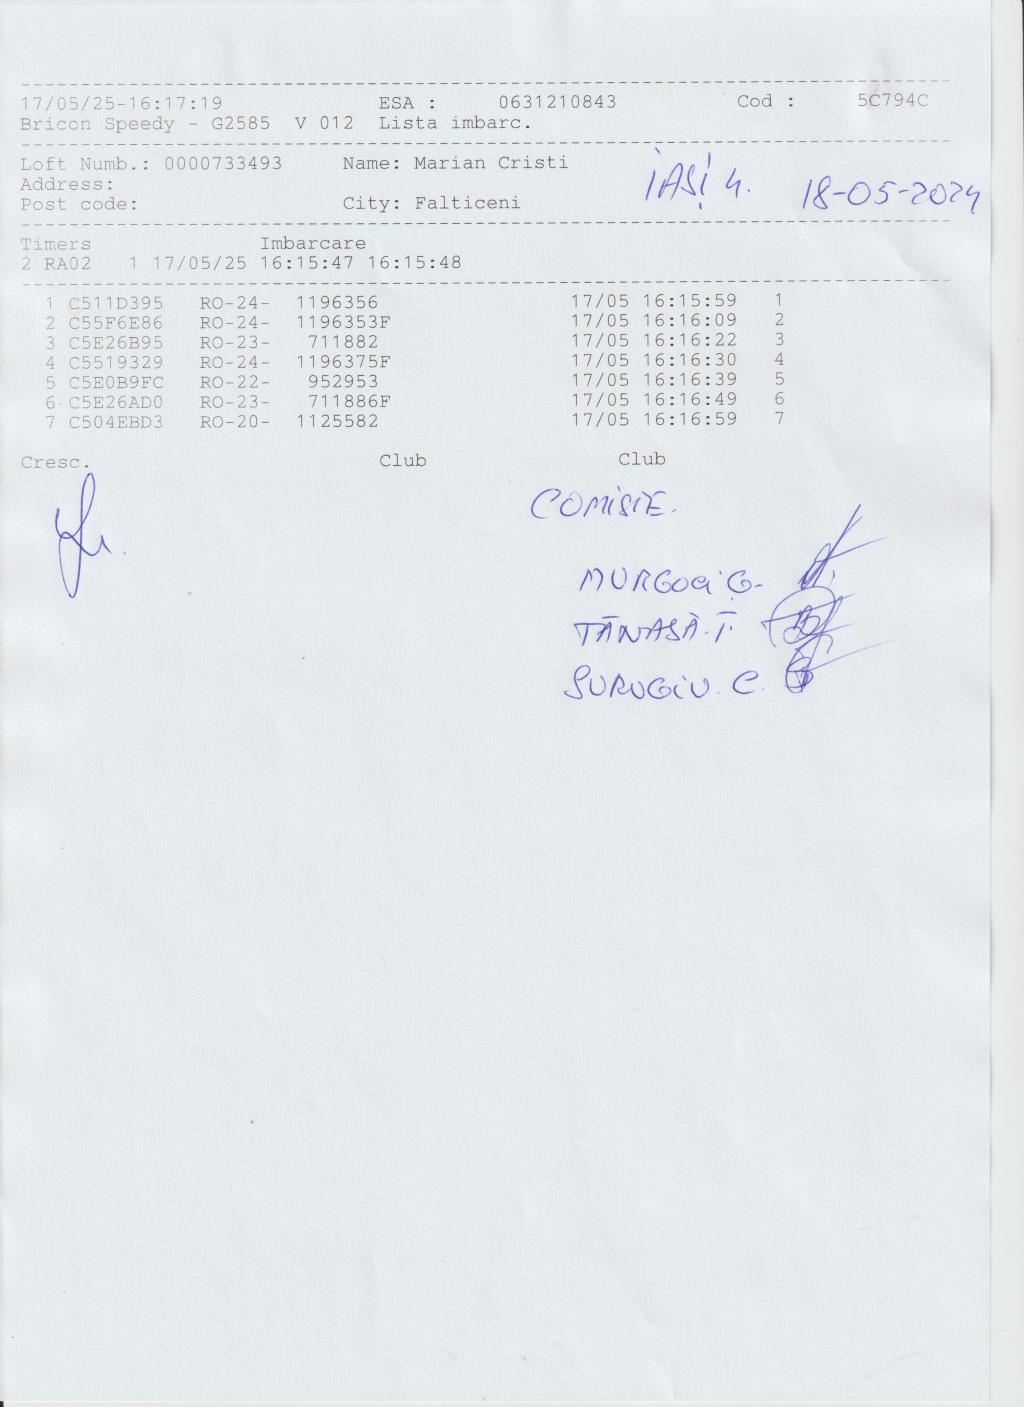 17/05/25-16:17:19 ESA : 0631210843 Cod : 5C794C
Bricon Speedy - G2585 V 012 Lista imbarc.
Loft Numb.: 0000733493 Name: Marian Cristi
Address:
Post code: City: Falticeni
IAȘI 4. 18-05-2024
Timers Imbarcare
2 RA02 1 17/05/25 16:15:47 16:15:48
1 C511D395 RO-24- 1196356 17/05 16:15:59 1
2 C55F6E86 RO-24- 1196353F 17/05 16:16:09 2
3 C5E26B95 RO-23- 711882 17/05 16:16:22 3
4 C5519329 RO-24- 1196375F 17/05 16:16:30 4
5 C5E0B9FC RO-22- 952953 17/05 16:16:39 5
6 C5E26AD0 RO-23- 711886F 17/05 16:16:49 6
7 C504EBD3 RO-20- 1125582 17/05 16:16:59 7
Cresc. Club Club
COMISIE.
MURGOCI G.
TĂNASĂ. I.
SURUGIU. C.